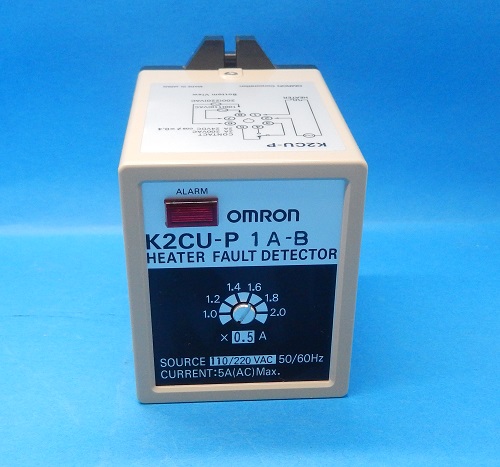 K2CU-P
CONTACT
ALARM
OMRON
K2CU-P 1A-B
HEATER FAULT DETECTOR
1.4 1.6
1.2 1.8
1.0 2.0
× 0.5 A
SOURCE 110/220 VAC 50/60Hz
CURRENT:5A(AC)Max.